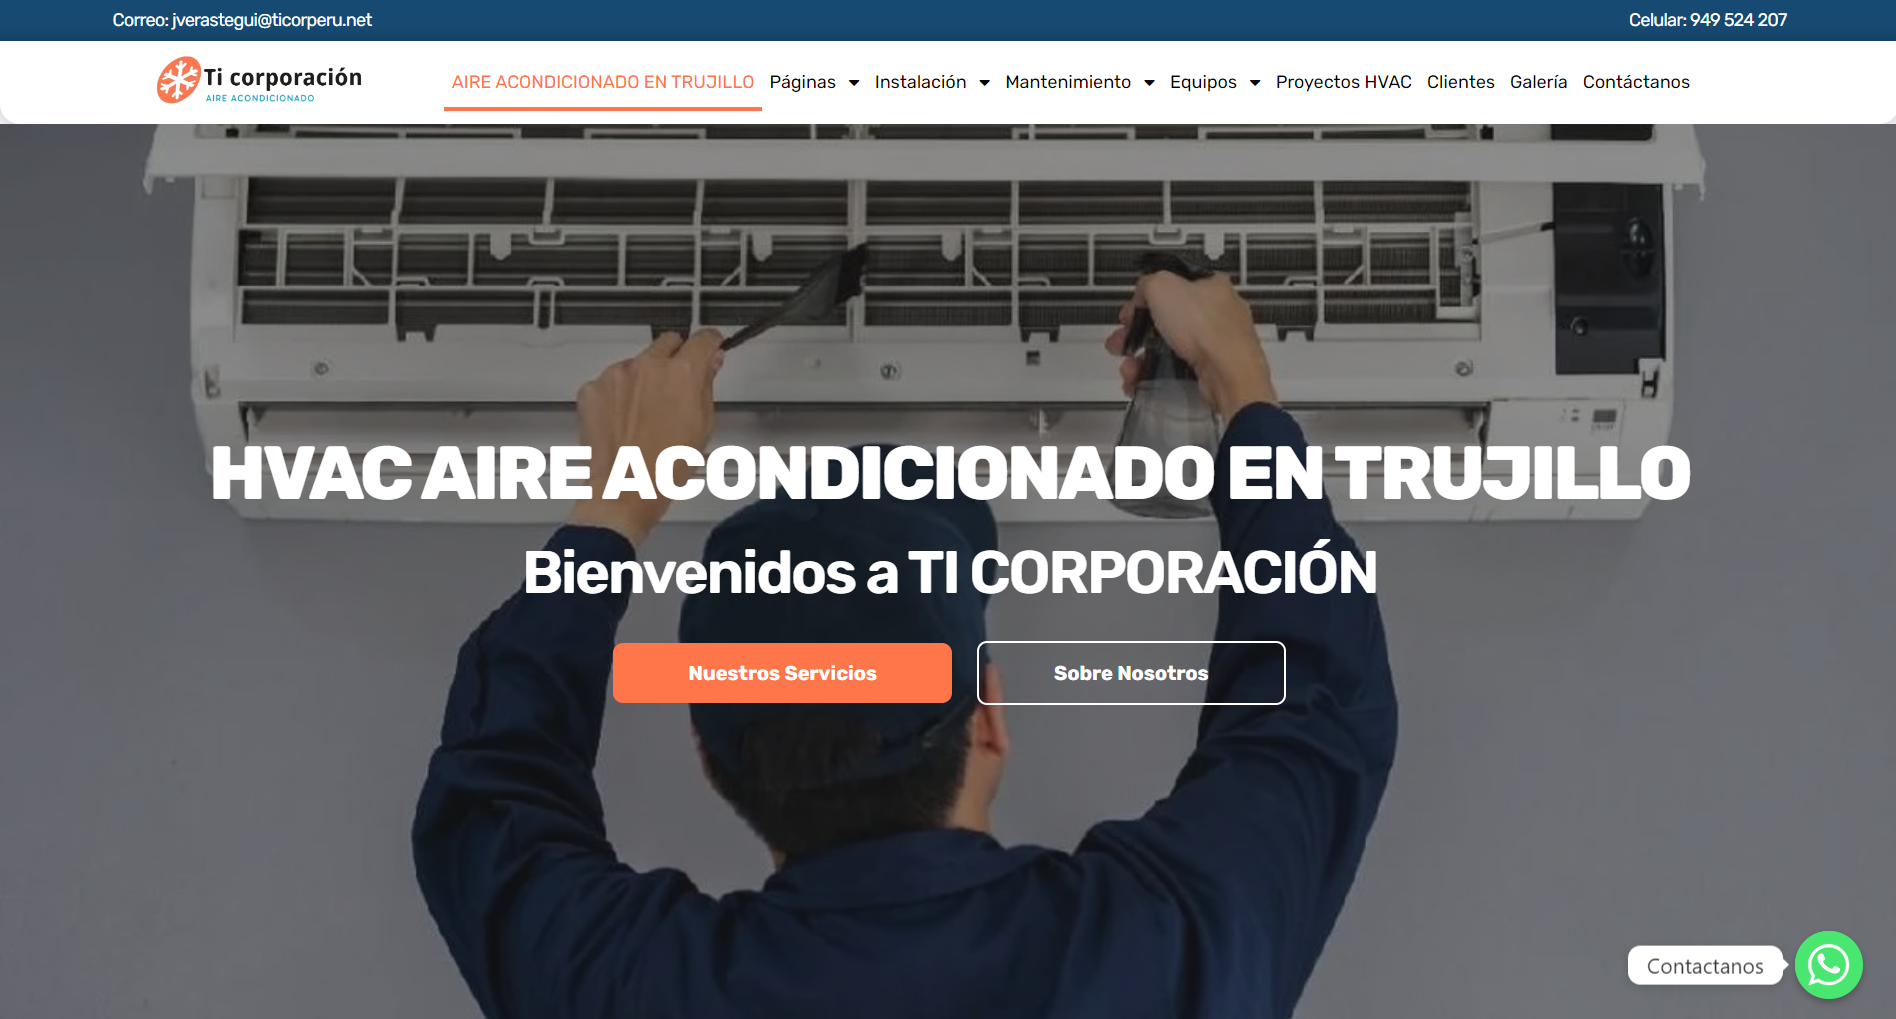 Correo: jverastegui@ticorperu.net
Celular: 949 524 207
Ti corporación
AIRE ACONDICIONADO
AIRE ACONDICIONADO EN TRUJILLO Páginas Instalación Mantenimiento Equipos Proyectos HVAC Clientes Galería Contáctanos
HVAC AIRE ACONDICIONADO EN TRUJILLO
Bienvenidos a TI CORPORACIÓN
Nuestros Servicios
Sobre Nosotros
Contactanos